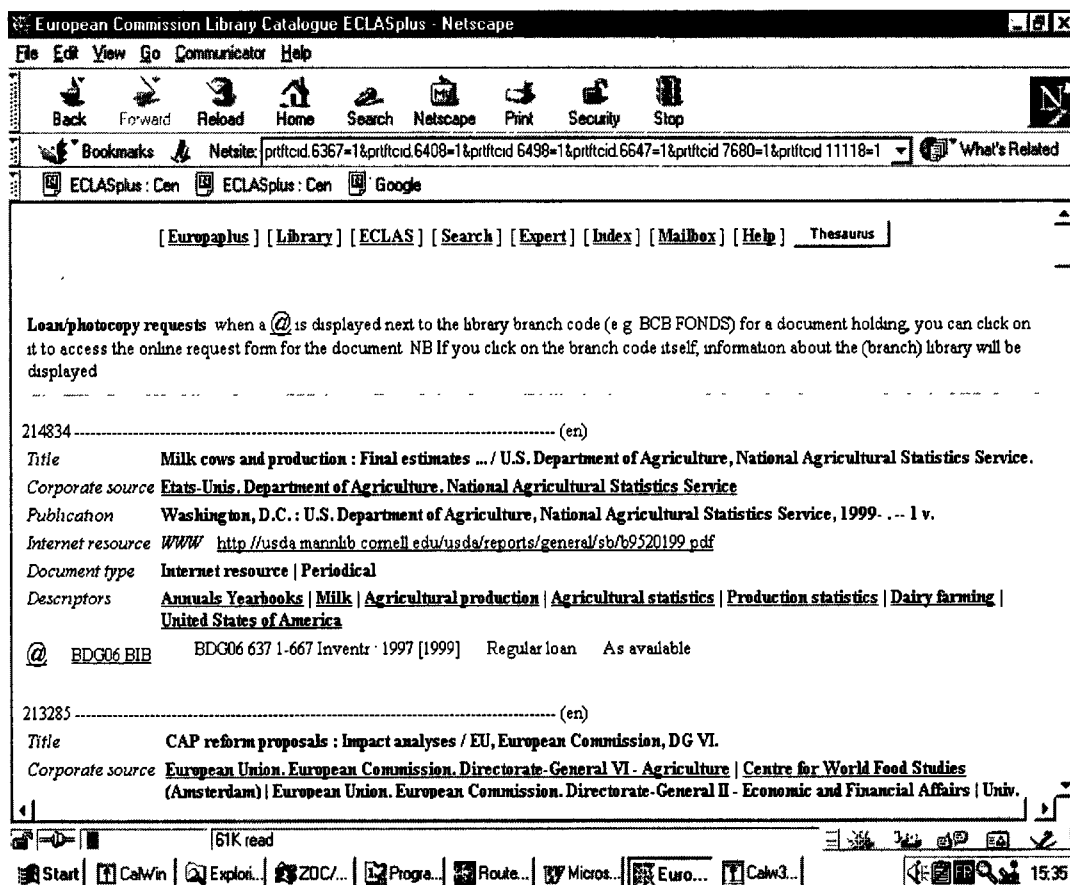 European Commission Library Catalogue ECLASplus - Netscape
File Edit View Go Communicator Help
Back Forward Reload Home Search Netscape Print Security Stop
Bookmarks Netsite: prtftcid.6367=1&prtftcid.6408=1&prtftcid 6498=1&prtftcid.6647=1&prtftcid 7680=1&prtftcid 11118=1 What's Related
ECLASplus : Cen ECLASplus : Cen Google
[ Europaplus ] [ Library ] [ ECLAS ] [ Search ] [ Expert ] [ Index ] [ Mailbox ] [ Help ] Thesaurus
Loan/photocopy requests when a @ is displayed next to the library branch code (e g BCB FONDS) for a document holding, you can click on
it to access the online request form for the document NB If you click on the branch code itself, information about the (branch) library will be
displayed
214834 ---------------------------------------------------------------------------------- (en)
Title Milk cows and production : Final estimates ... / U.S. Department of Agriculture, National Agricultural Statistics Service.
Corporate source Etats-Unis. Department of Agriculture. National Agricultural Statistics Service
Publication Washington, D.C. : U.S. Department of Agriculture, National Agricultural Statistics Service, 1999- . -- 1 v.
Internet resource WWW http //usda mannlib cornell edu/usda/reports/general/sb/b9520199 pdf
Document type Internet resource | Periodical
Descriptors Annuals Yearbooks | Milk | Agricultural production | Agricultural statistics | Production statistics | Dairy farming |
United States of America
@ BDG06 BIB BDG06 637 1-667 Inventr · 1997 [1999] Regular loan As available
213285 ---------------------------------------------------------------------------------- (en)
Title CAP reform proposals : Impact analyses / EU, European Commission, DG VI.
Corporate source European Union. European Commission. Directorate-General VI - Agriculture | Centre for World Food Studies
(Amsterdam) | European Union. European Commission. Directorate-General II - Economic and Financial Affairs | Univ.
61K read
Start CalWin Explori... ZOC/... Progra... Route... Micros... Euro... Calw3... FR 15:35